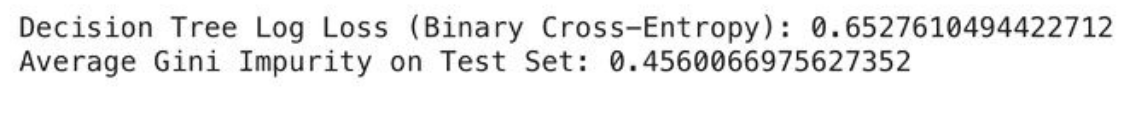 Decision Tree Log Loss (Binary Cross-Entropy): 0.6527610494422712
Average Gini Impurity on Test Set: 0.4560066975627352